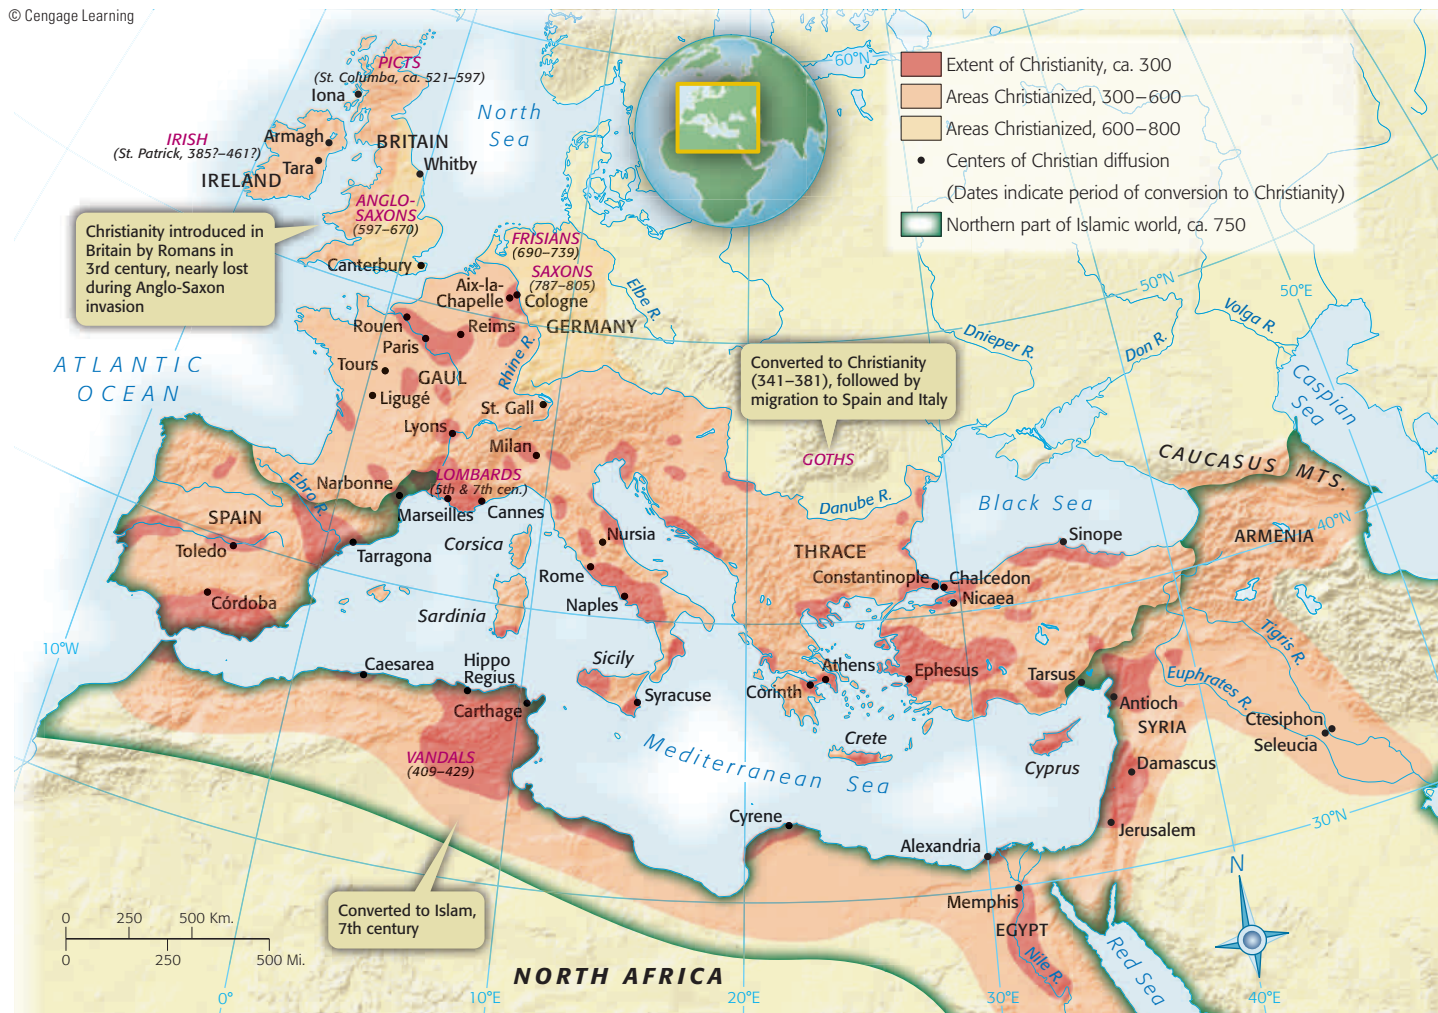 © Cengage Learning
Extent of Christianity, ca. 300
Areas Christianized, 300–600
Areas Christianized, 600–800
Centers of Christian diffusion
(Dates indicate period of conversion to Christianity)
Northern part of Islamic world, ca. 750
60°N
PICTS
(St. Columba, ca. 521–597)
Iona
North
Sea
IRISH
(St. Patrick, 385?–461?)
Armagh
Tara
IRELAND
BRITAIN
Whitby
ANGLO-
SAXONS
(597–670)
Canterbury
Christianity introduced in
Britain by Romans in
3rd century, nearly lost
during Anglo-Saxon
invasion
FRISIANS
(690–739)
SAXONS
(787–805)
Aix-la-
Chapelle
Cologne
GERMANY
Elbe R.
Rhine R.
50°N
50°E
Volga R.
Don R.
Dnieper R.
Caspian
Sea
ATLANTIC
OCEAN
Rouen
Reims
Paris
Tours
GAUL
Ligugé
St. Gall
Lyons
Milan
Converted to Christianity
(341–381), followed by
migration to Spain and Italy
GOTHS
Danube R.
Black Sea
CAUCASUS MTS.
40°N
ARMENIA
LOMBARDS
(5th & 7th cen.)
Narbonne
Marseilles
Cannes
Ebro R.
SPAIN
Toledo
Tarragona
Córdoba
Corsica
Sardinia
Nursia
Rome
Naples
THRACE
Constantinople
Chalcedon
Nicaea
Sinope
10°W
Caesarea
Hippo
Regius
Carthage
Sicily
Syracuse
Athens
Corinth
Ephesus
Tarsus
Antioch
SYRIA
Tigris R.
Euphrates R.
Ctesiphon
Seleucia
VANDALS
(409–429)
Mediterranean Sea
Crete
Cyprus
Damascus
Jerusalem
30°N
Cyrene
Alexandria
Memphis
EGYPT
Nile R.
Red Sea
N
Converted to Islam,
7th century
NORTH AFRICA
0 250 500 Km.
0 250 500 Mi.
0°
10°E
20°E
30°E
40°E